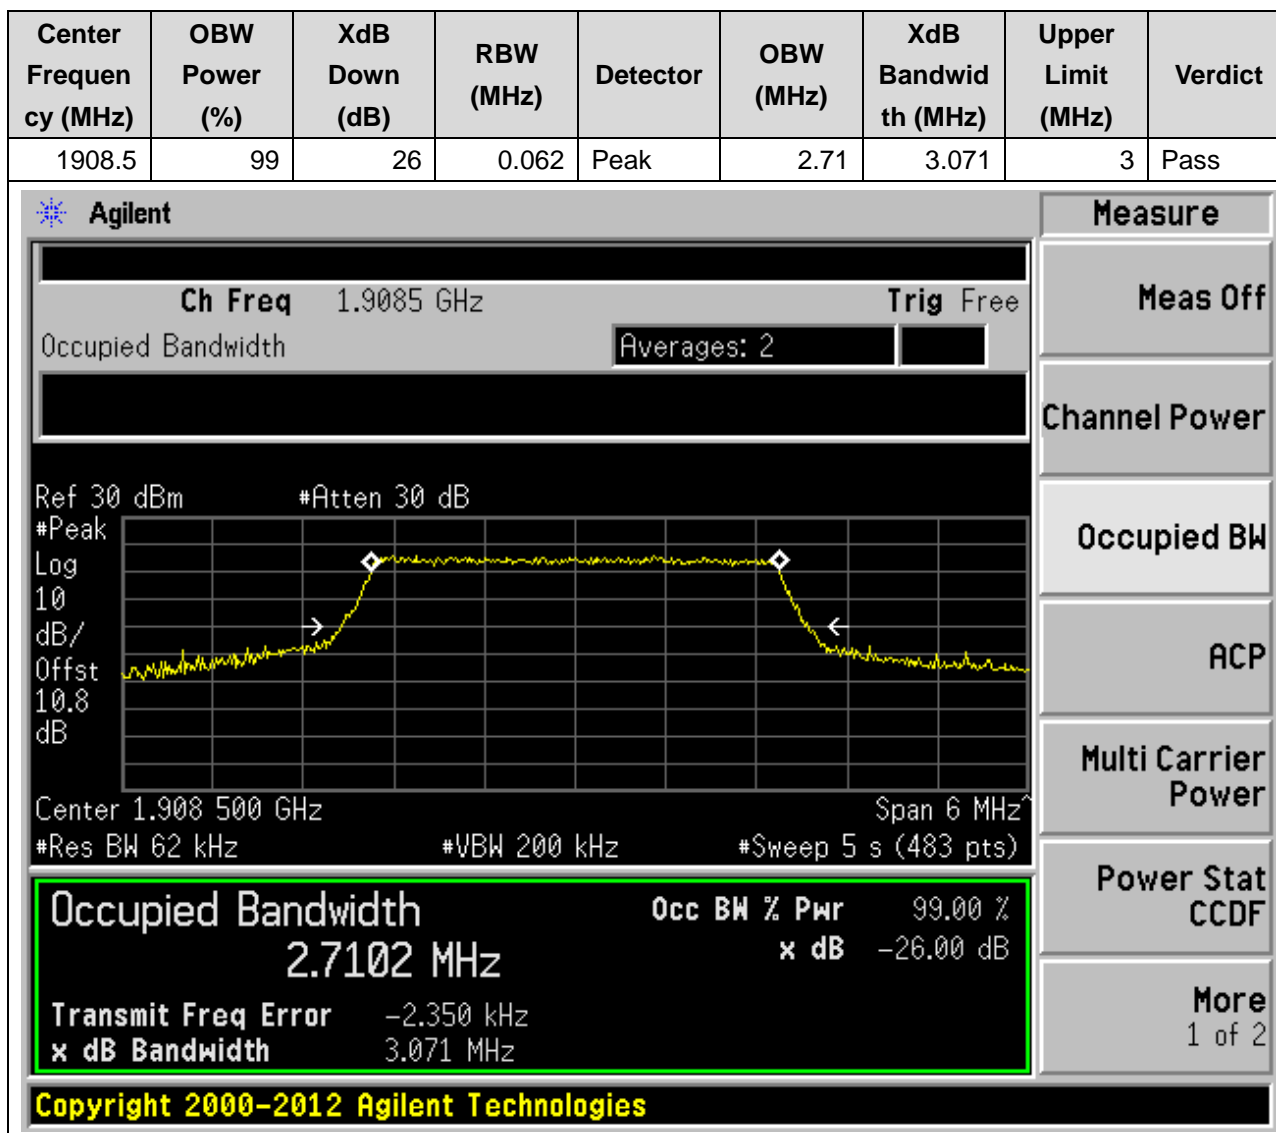 Center Frequen cy (MHz) OBW Power (%) XdB Down (dB) RBW (MHz) Detector OBW (MHz) XdB Bandwid th (MHz) Upper Limit (MHz) Verdict
1908.5 99 26 0.062 Peak 2.71 3.071 3 Pass
Agilent
Measure
Ch Freq 1.9085 GHz Trig Free
Meas Off
Occupied Bandwidth Averages: 2
Channel Power
Ref 30 dBm #Atten 30 dB
#Peak
Log
10
dB/
Offst
10.8
dB
Occupied BW
ACP
Multi Carrier
Power
Center 1.908 500 GHz Span 6 MHz^
#Res BW 62 kHz #VBW 200 kHz #Sweep 5 s (483 pts)
Power Stat
CCDF
Occupied Bandwidth Occ BW % Pwr 99.00 %
2.7102 MHz x dB -26.00 dB
Transmit Freq Error -2.350 kHz
x dB Bandwidth 3.071 MHz
More
1 of 2
Copyright 2000-2012 Agilent Technologies